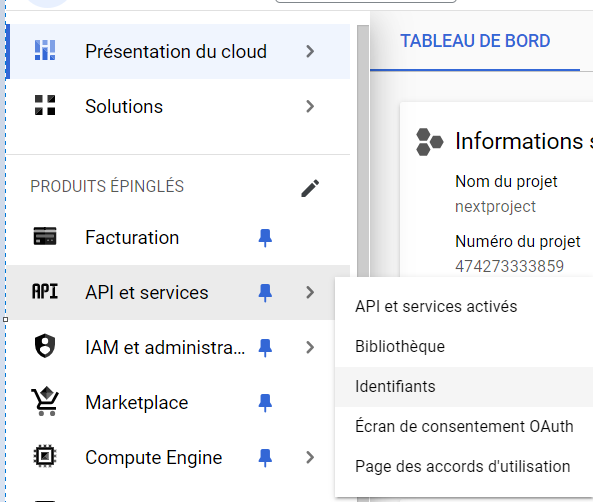 Présentation du cloud
Solutions
PRODUITS ÉPINGLÉS
Facturation
API
API et services
IAM et administra...
Marketplace
Compute Engine
TABLEAU DE BORD
Informations s
Nom du projet
nextproject
Numéro du projet
474273333859
API et services activés
Bibliothèque
Identifiants
Écran de consentement OAuth
Page des accords d'utilisation